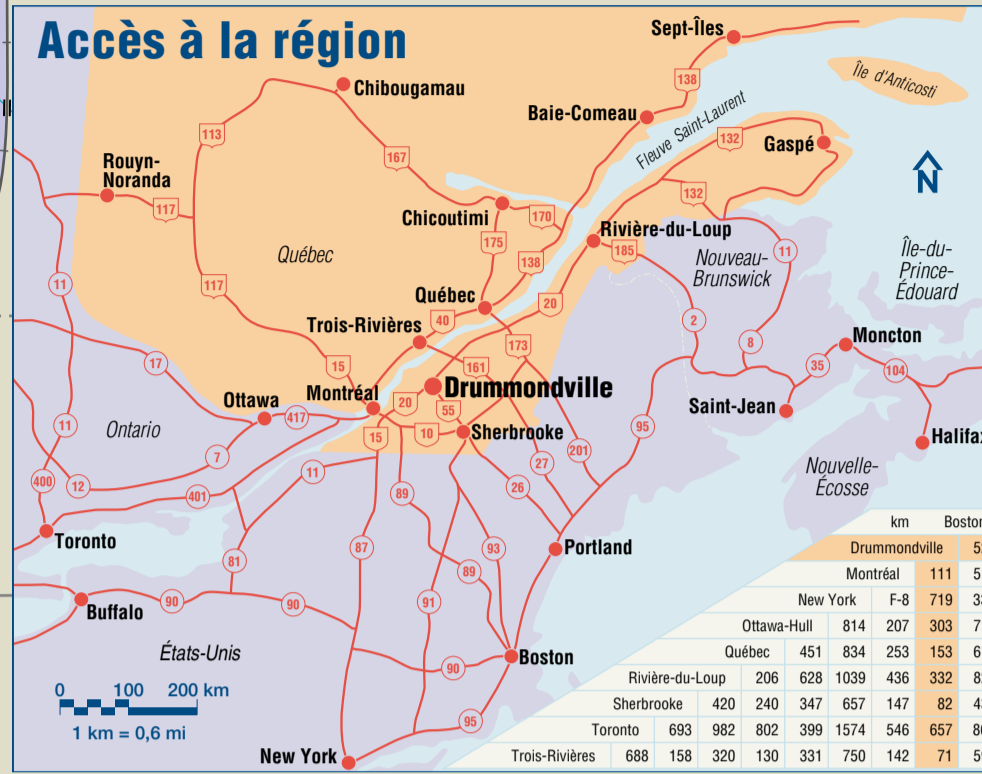 Accès à la région
Sept-Îles
138
Île d'Anticosti
Chibougamau
Baie-Comeau
Fleuve Saint-Laurent
113
132
Gaspé
167
Rouyn-
Noranda
N
117
132
Chicoutimi
170
Rivière-du-Loup
175
185
Québec
138
Nouveau-
Brunswick
11
Île-du-
Prince-
Édouard
11
117
Québec
20
40
2
Trois-Rivières
173
8
Moncton
17
15
161
35
104
Drummondville
Montréal
Ottawa
417
20
55
Saint-Jean
11
Ontario
15
10
Sherbrooke
95
Halifax
7
201
27
400
12
11
26
Nouvelle-
Écosse
401
89
Toronto
87
93
Portland
81
89
90
90
91
Buffalo
États-Unis
Boston
90
0 100 200 km
1 km = 0,6 mi
95
New York
km Boston
Drummondville
Montréal 111
New York F-8 719
Ottawa-Hull 814 207 303
Québec 451 834 253 153
Rivière-du-Loup 206 628 1039 436 332
Sherbrooke 420 240 347 657 147 82
Toronto 693 982 802 399 1574 546 657
Trois-Rivières 688 158 320 130 331 750 142 71